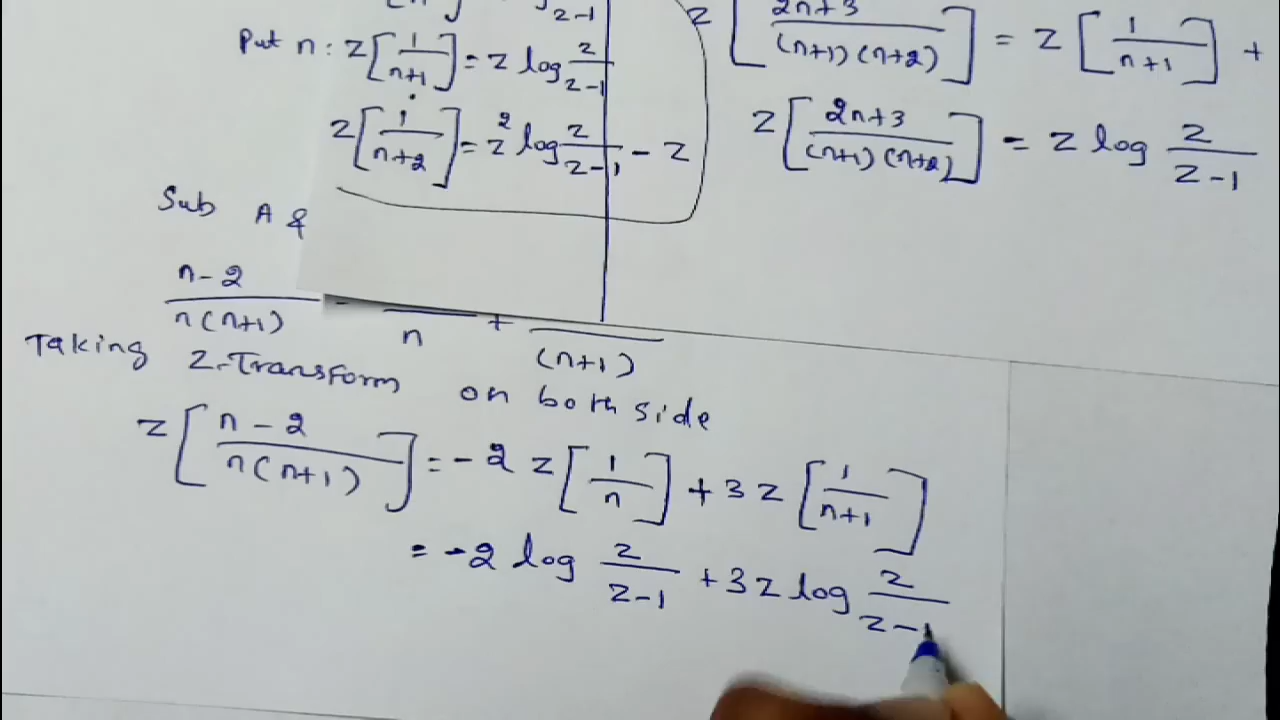 z-1
Put n: Z[1/n+1] = z log z/z-1
Z[1/n+2] = z² log z/z-1 - z
2n+3
Z[ /(n+1)(n+2)] = Z[1/n+1] +
Z[2n+3/(n+1)(n+2)] = z log z/z-1
Sub A &
n-2/n(n+1) = /n + /(n+1)
Taking Z-Transform on both side
Z[n-2/n(n+1)] = -2 Z[1/n] + 3 Z[1/n+1]
= -2 log z/z-1 + 3z log z/z-1